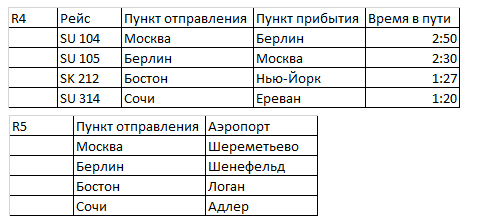 R4 Рейс Пункт отправления Пункт прибытия Время в пути
SU 104 Москва Берлин 2:50
SU 105 Берлин Москва 2:30
SK 212 Бостон Нью-Йорк 1:27
SU 314 Сочи Ереван 1:20
R5 Пункт отправления Аэропорт
Москва Шереметьево
Берлин Шенефельд
Бостон Логан
Сочи Адлер